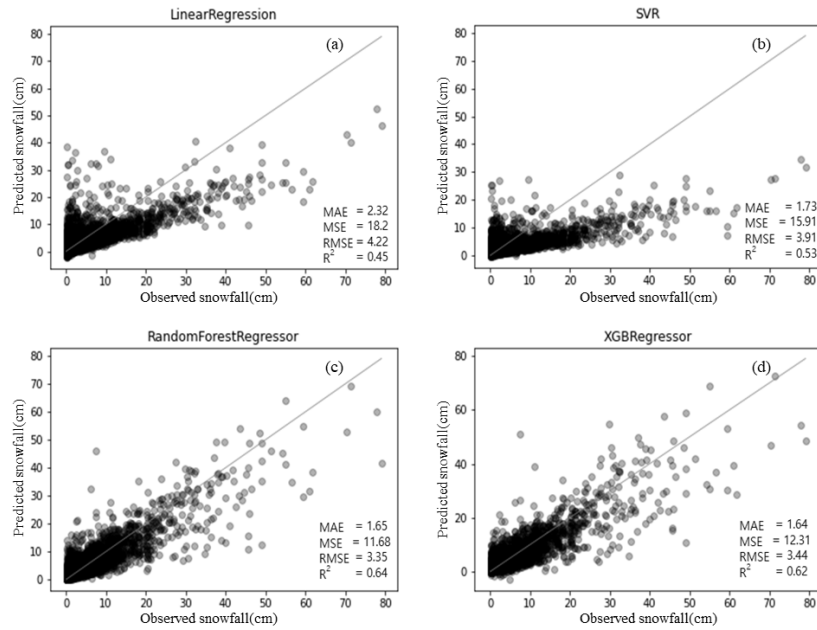 LinearRegression
(a)
80
70
60
50
40
30
20
10
0
Predicted snowfall(cm)
MAE = 2.32
MSE = 18.2
RMSE = 4.22
R² = 0.45
0 10 20 30 40 50 60 70 80
Observed snowfall(cm)
SVR
(b)
80
70
60
50
40
30
20
10
0
Predicted snowfall(cm)
MAE = 1.73
MSE = 15.91
RMSE = 3.91
R² = 0.53
0 10 20 30 40 50 60 70 80
Observed snowfall(cm)
RandomForestRegressor
(c)
80
70
60
50
40
30
20
10
0
Predicted snowfall(cm)
MAE = 1.65
MSE = 11.68
RMSE = 3.35
R² = 0.64
0 10 20 30 40 50 60 70 80
Observed snowfall(cm)
XGBRegressor
(d)
80
60
40
20
0
Predicted snowfall(cm)
MAE = 1.64
MSE = 12.31
RMSE = 3.44
R² = 0.62
0 10 20 30 40 50 60 70 80
Observed snowfall(cm)